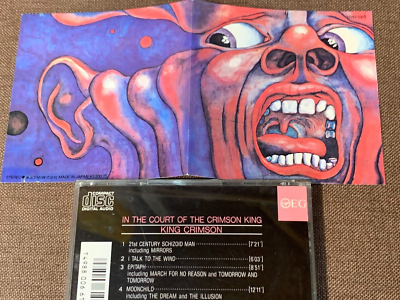 COMPACT
disc
DIGITAL AUDIO
EG
IN THE COURT OF THE CRIMSON KING
KING CRIMSON
1 21st CENTURY SCHIZOID MAN [7'21"]
including MIRRORS
2 I TALK TO THE WIND [6'03"]
3 EPITAPH [8'51"]
including MARCH FOR NO REASON and TOMORROW AND
TOMORROW
4 MOONCHILD [12'11"]
including THE DREAM and THE ILLUSION